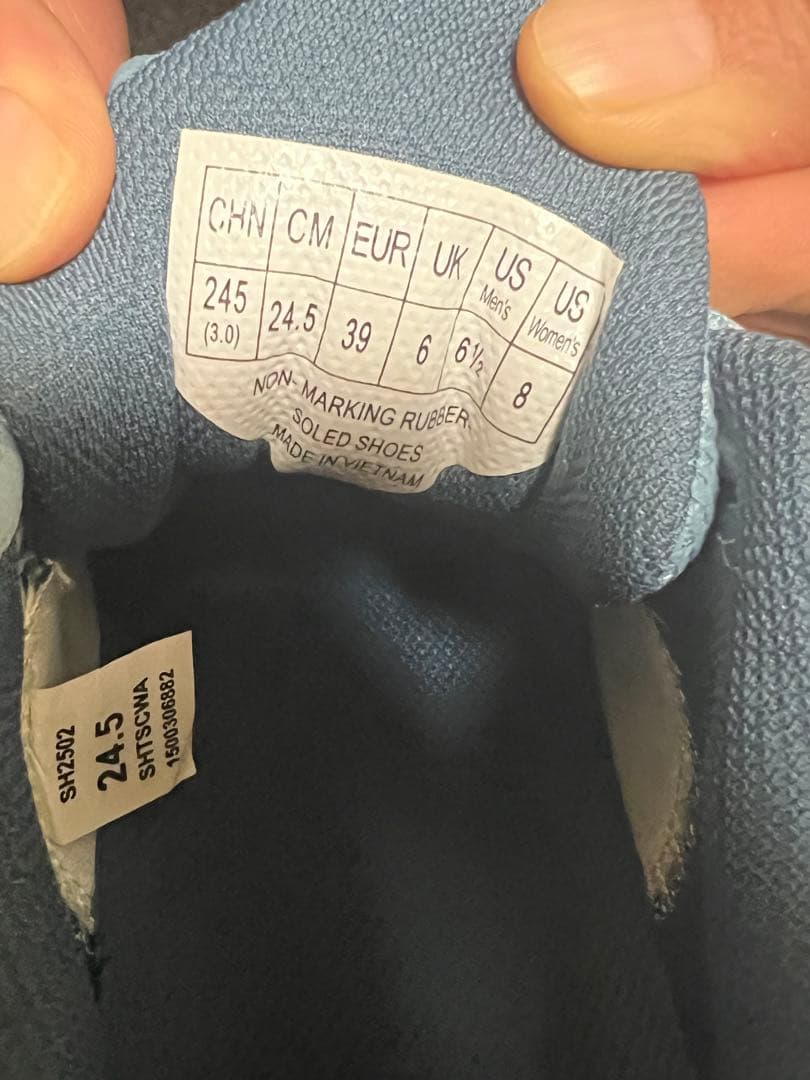 CHN CM EUR UK US Men's US Women's
245 (3.0) 24.5 39 6 6½ 8
NON-MARKING RUBBER
SOLED SHOES
MADE IN VIETNAM
SH2502
24.5
SHTSCWA
1500306882